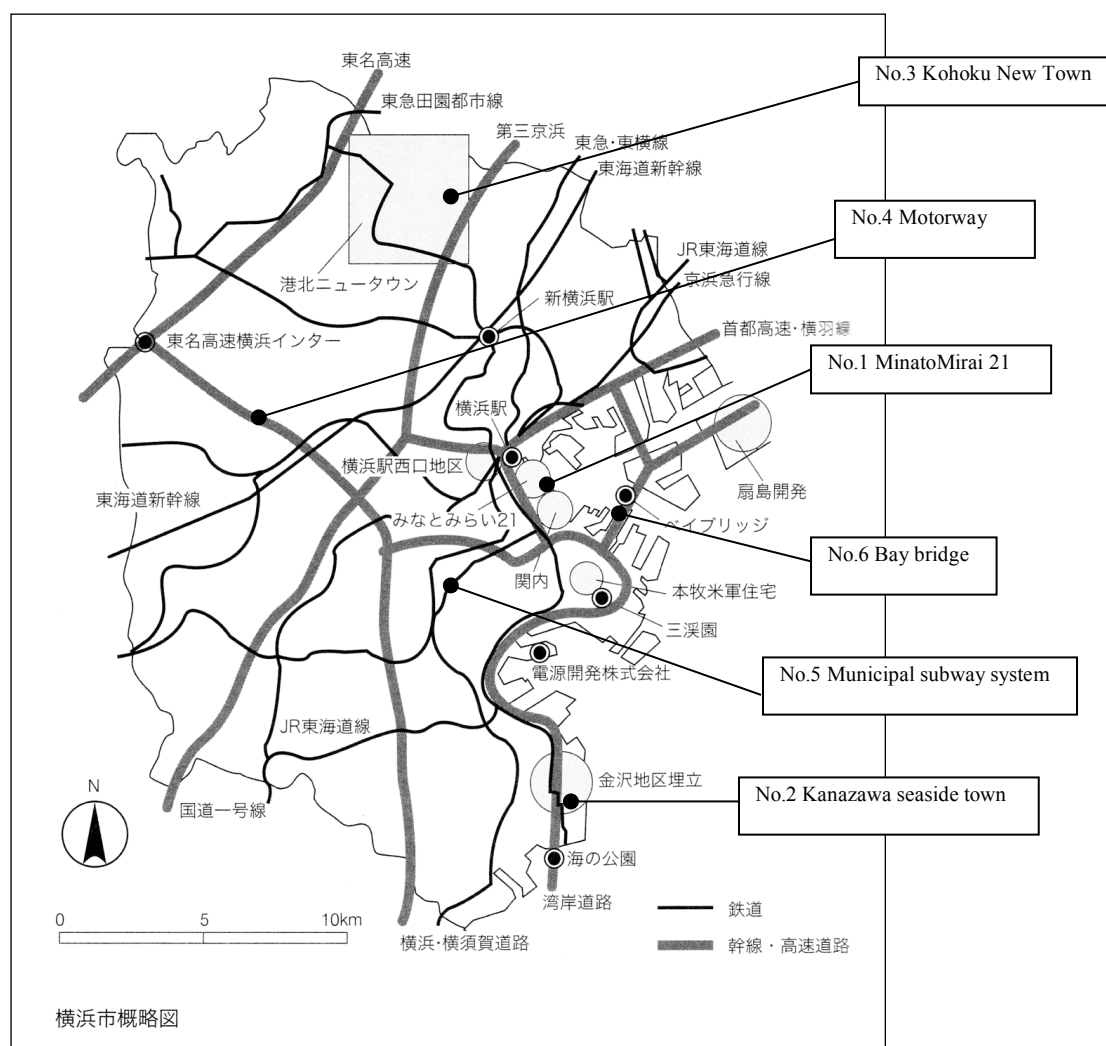 東名高速
No.3 Kohoku New Town
東急田園都市線
第三京浜
東急・東横線
東海道新幹線
No.4 Motorway
JR東海道線
港北ニュータウン
京浜急行線
新横浜駅
首都高速・横羽線
東名高速横浜インター
No.1 MinatoMirai 21
横浜駅
横浜駅西口地区
扇島開発
東海道新幹線
みなとみらい21
ベイブリッジ
No.6 Bay bridge
関内
本牧米軍住宅
三渓園
電源開発株式会社
No.5 Municipal subway system
JR東海道線
金沢地区埋立
No.2 Kanazawa seaside town
N
国道一号線
海の公園
湾岸道路
鉄道
0 5 10km
横浜・横須賀道路
幹線・高速道路
横浜市概略図